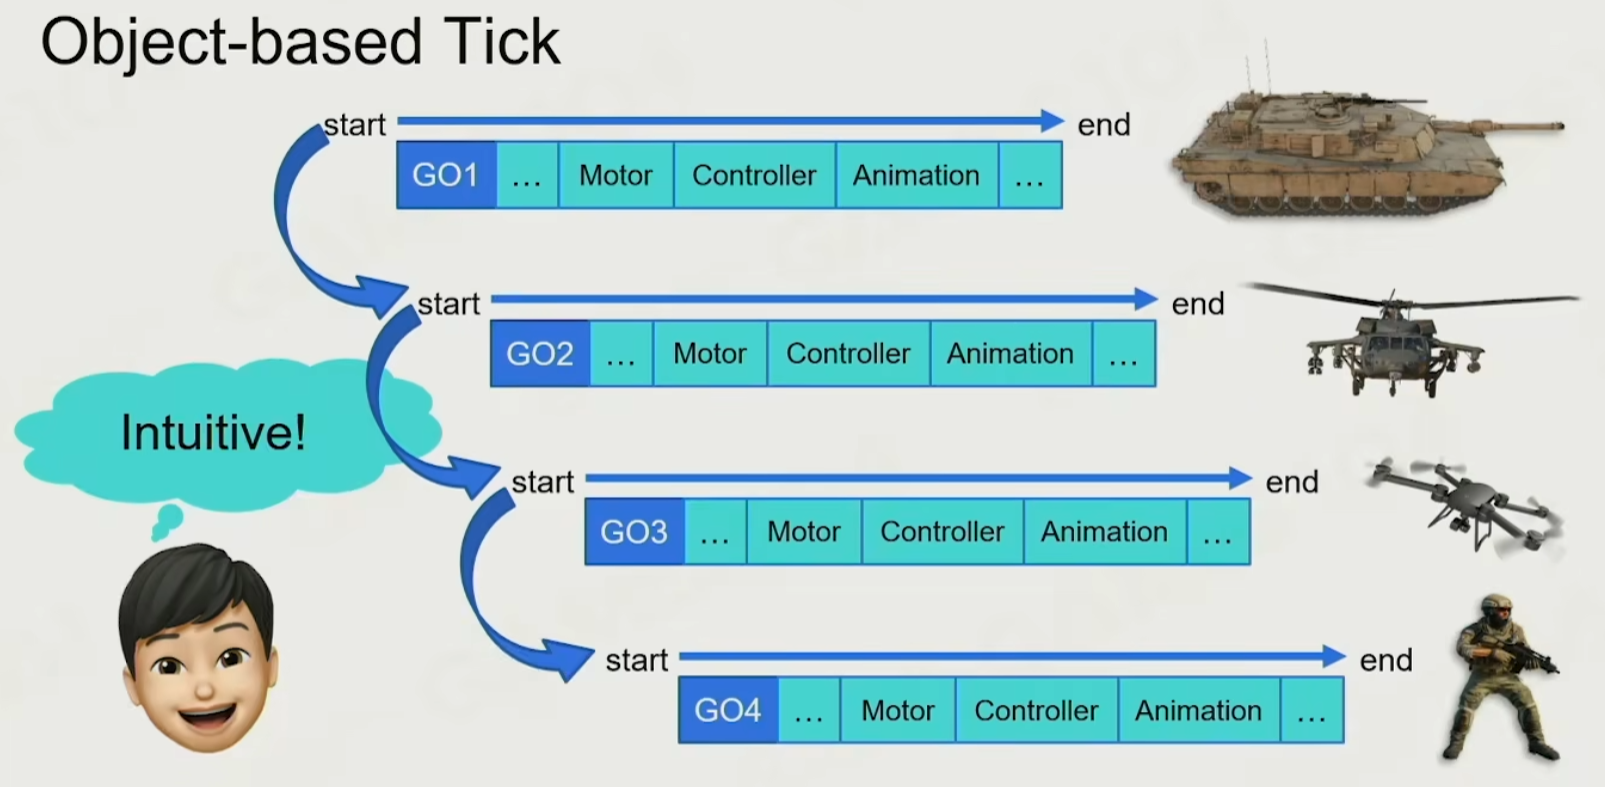 Object-based Tick
start end
GO1 ... Motor Controller Animation ...
start end
GO2 ... Motor Controller Animation ...
Intuitive!
start end
GO3 ... Motor Controller Animation ...
start end
GO4 ... Motor Controller Animation ...